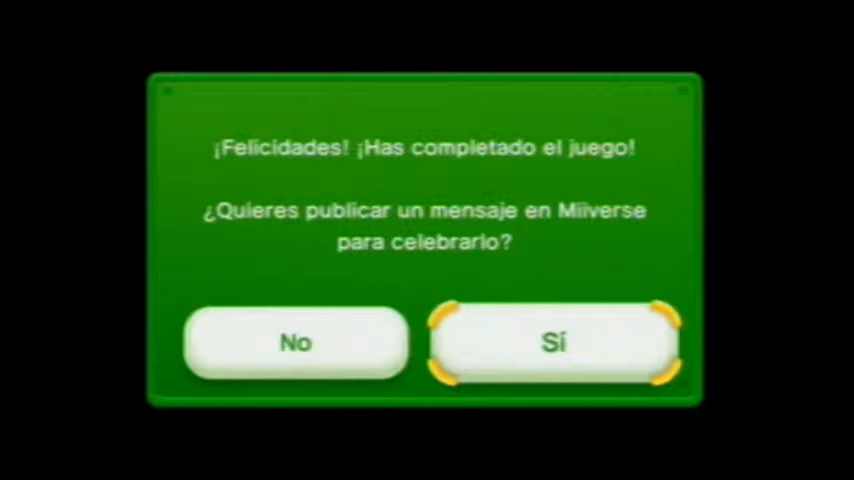 ¡Felicidades! ¡Has completado el juego!
¿Quieres publicar un mensaje en Miiverse
para celebrarlo?
No
Sí